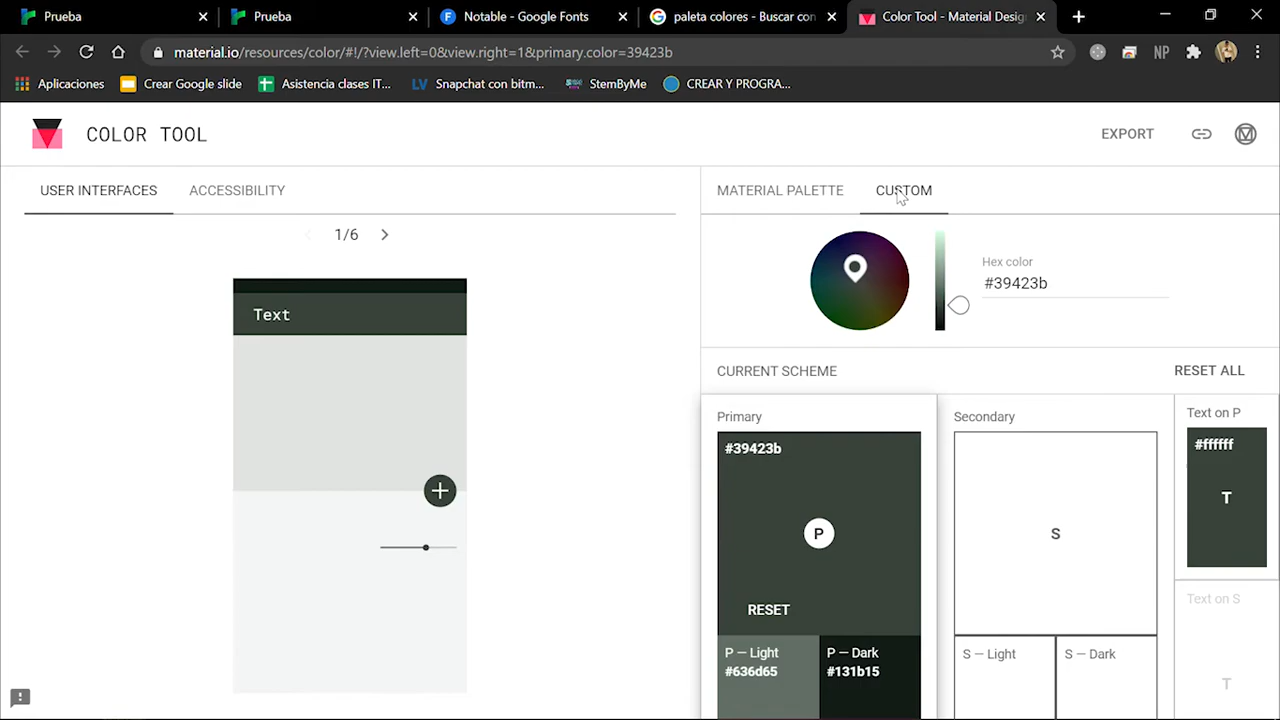 Prueba
Prueba
Notable - Google Fonts
paleta colores - Buscar con
Color Tool - Material Design
material.io/resources/color/#!/?view.left=0&view.right=1&primary.color=39423b
NP
Aplicaciones
Crear Google slide
Asistencia clases IT...
LV
Snapchat con bitm...
StemByMe
CREAR Y PROGRA...
COLOR TOOL
EXPORT
USER INTERFACES
ACCESSIBILITY
MATERIAL PALETTE
CUSTOM
1/6
Hex color
#39423b
Text
CURRENT SCHEME
RESET ALL
Primary
Secondary
Text on P
#39423b
#ffffff
P
S
T
RESET
Text on S
P — Light
#636d65
P — Dark
#131b15
S — Light
S — Dark
T